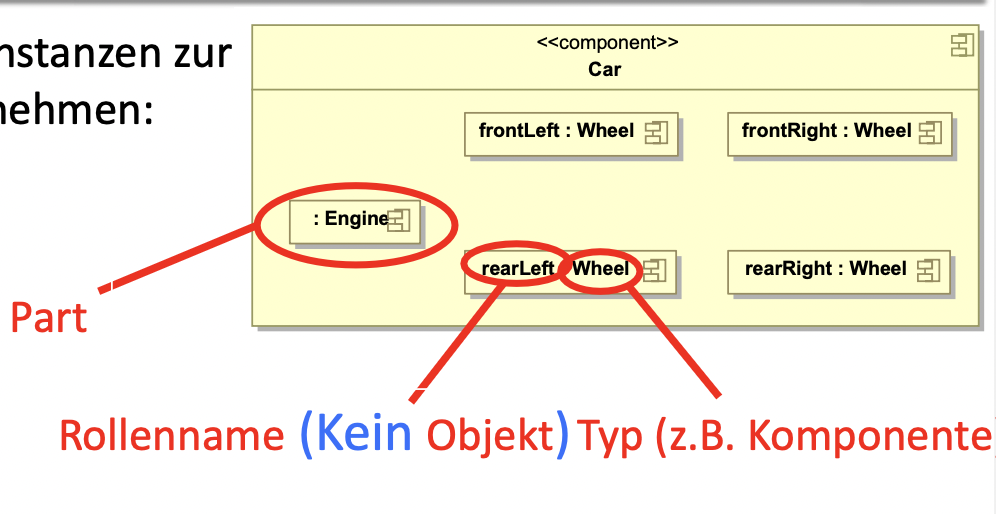 nstanzen zur
nehmen:
<<component>>
Car
frontLeft : Wheel
frontRight : Wheel
: Engine
rearLeft : Wheel
rearRight : Wheel
Part
Rollenname (Kein Objekt) Typ (z.B. Komponente)